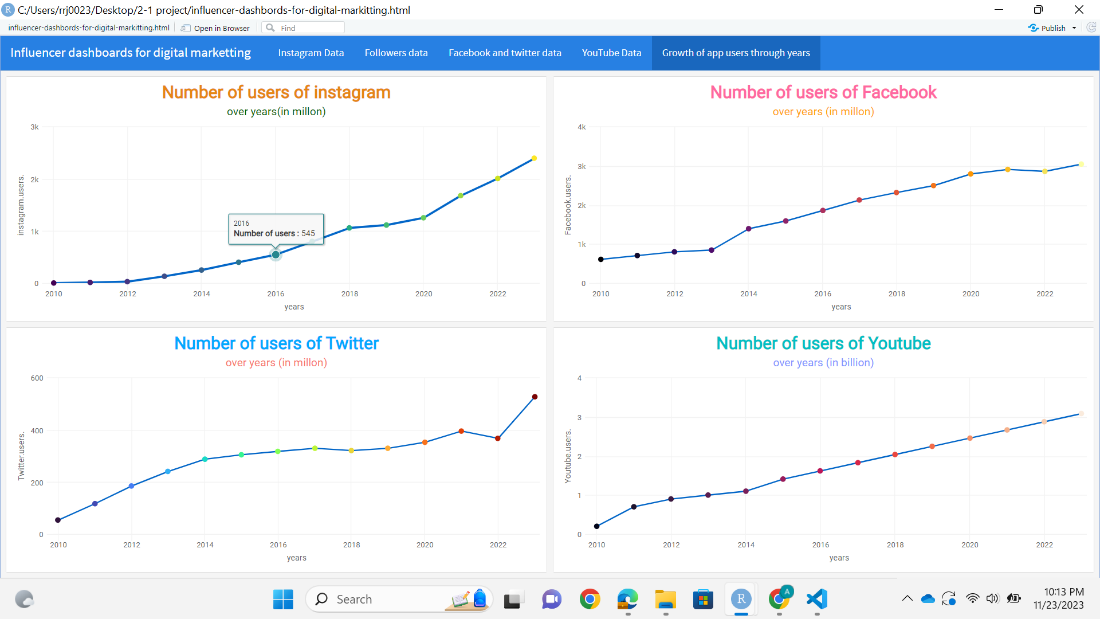 C:/Users/rrj0023/Desktop/2-1 project/influencer-dashbords-for-digital-markitting.html
influencer-dashbords-for-digital-markitting.html Open in Browser Find Publish
Influencer dashboards for digital marketting Instagram Data Followers data Facebook and twitter data YouTube Data Growth of app users through years
Number of users of instagram
over years(in millon)
3k
2k
1k
0
instagram.users.
2016
Number of users : 545
2010 2012 2014 2016 2018 2020 2022
years
Number of users of Facebook
over years (in millon)
4k
3k
2k
1k
0
Facebook.users.
2010 2012 2014 2016 2018 2020 2022
years
Number of users of Twitter
over years (in millon)
600
400
200
0
Twitter.users.
2010 2012 2014 2016 2018 2020 2022
years
Number of users of Youtube
over years (in billion)
4
3
2
1
0
Youtube.users.
2010 2012 2014 2016 2018 2020 2022
years
Search
10:13 PM
11/23/2023